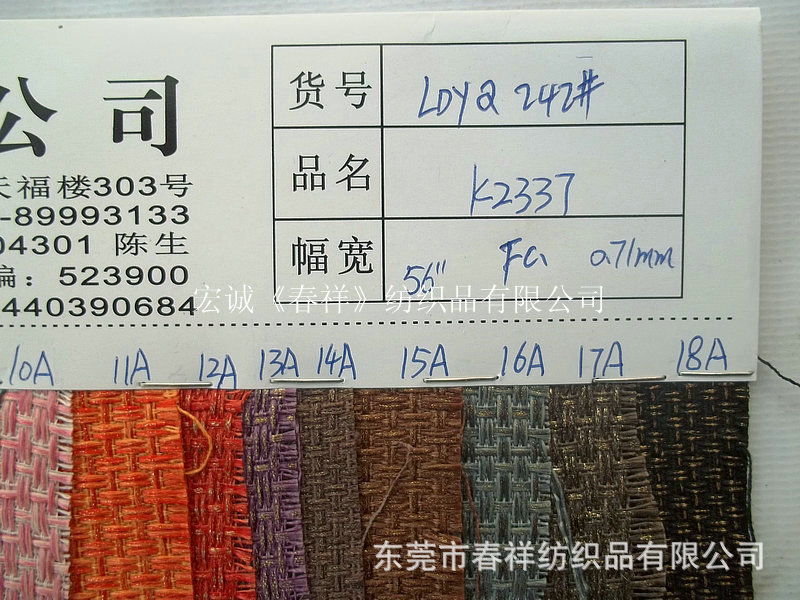 公司
天福楼303号
-89993133
04301 陈生
编：523900
440390684
货号 LDYQ 242#
品名 K2337
幅宽 56" FCi 0.71mm
宏诚《春祥》纺织品有限公司
10A 11A 12A 13A 14A 15A 16A 17A 18A
东莞市春祥纺织品有限公司